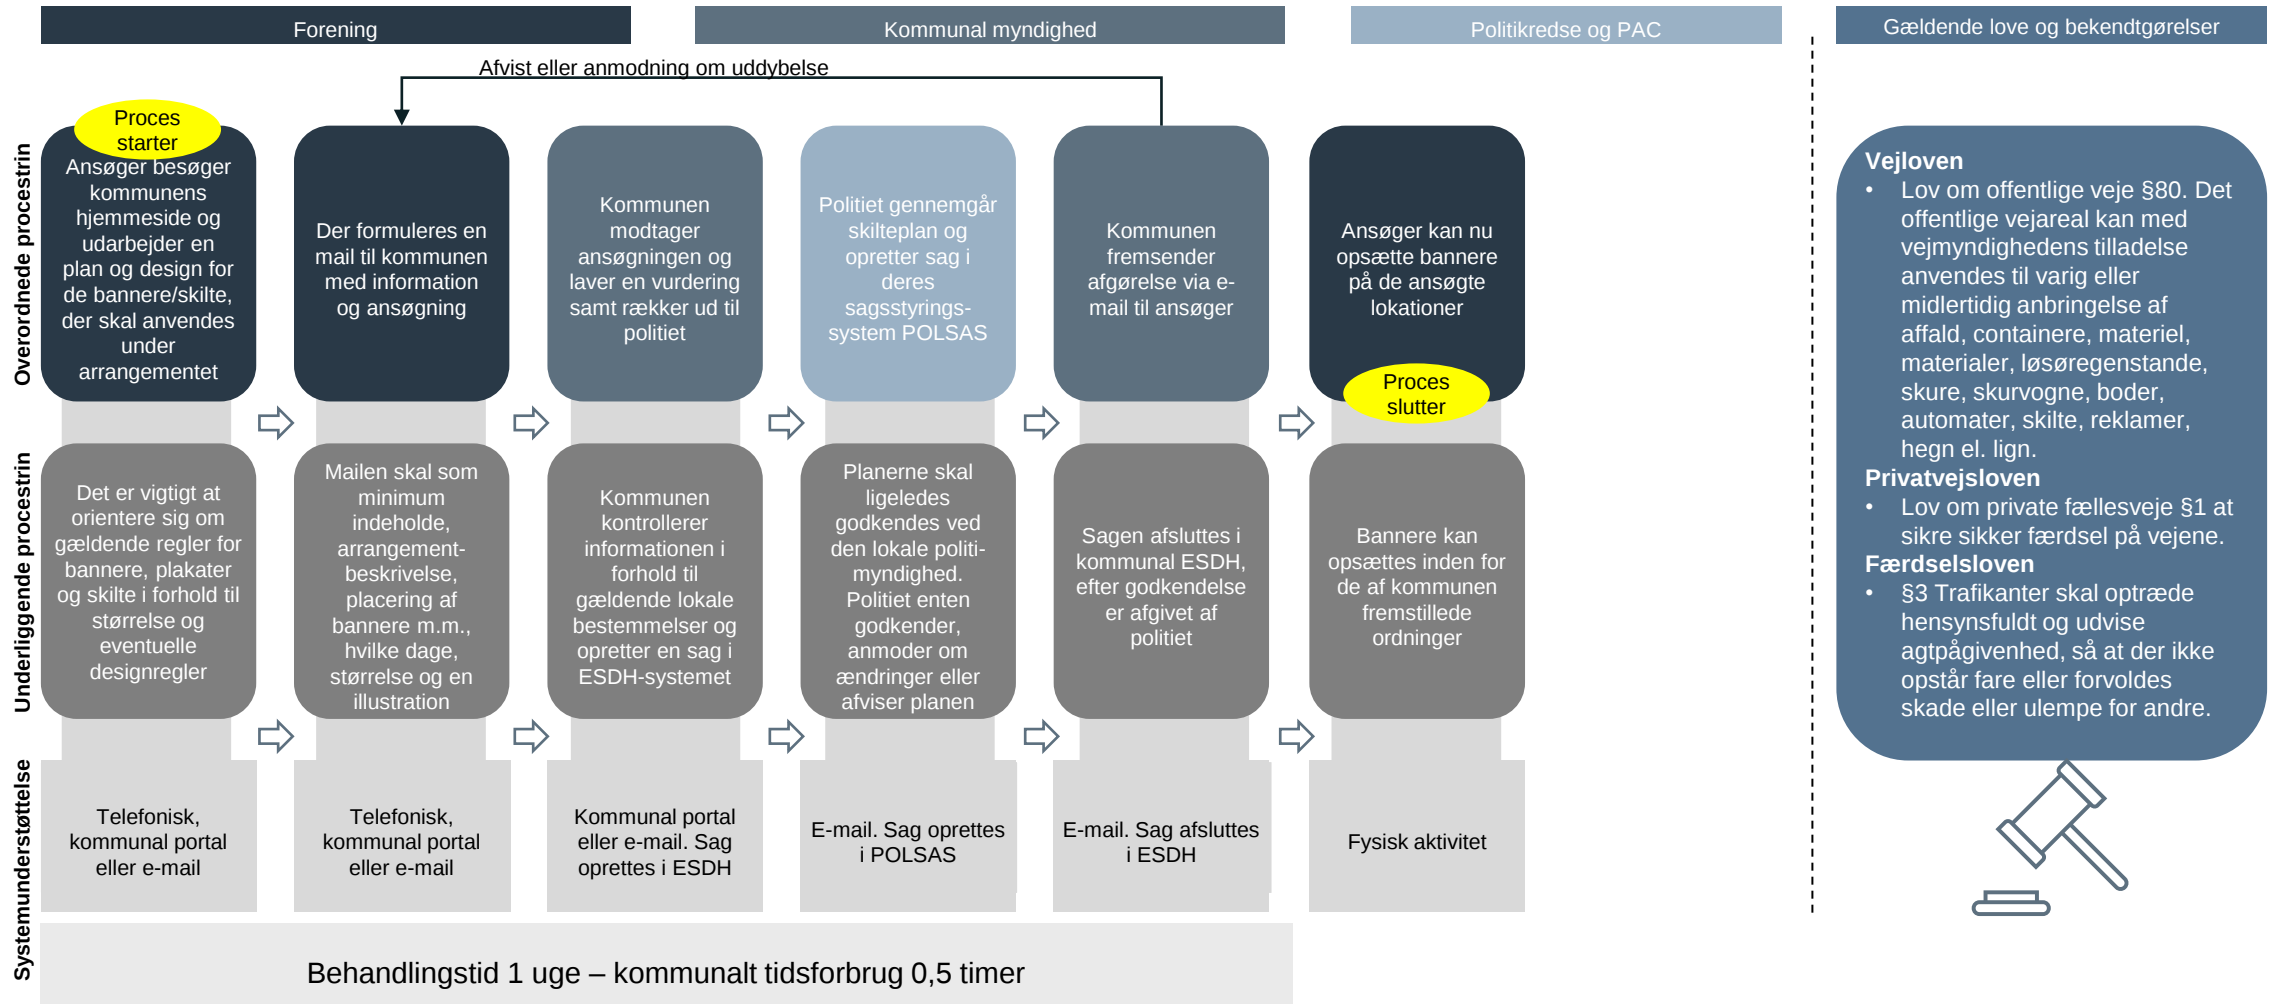 Forening
Kommunal myndighed
Politikredse og PAC
Gældende love og bekendtgørelser
Afvist eller anmodning om uddybelse
Overordnede procestrin
Proces
starter
Ansøger besøger
kommunens
hjemmeside og
udarbejder en
plan og design for
de bannere/skilte,
der skal anvendes
under
arrangementet
Der formuleres en
mail til kommunen
med information
og ansøgning
Kommunen
modtager
ansøgningen og
laver en vurdering
samt rækker ud til
politiet
Politiet gennemgår
skilteplan og
opretter sag i
deres
sagsstyrings-
system POLSAS
Kommunen
fremsender
afgørelse via e-
mail til ansøger
Ansøger kan nu
opsætte bannere
på de ansøgte
lokationer
Proces
slutter
Underliggende procestrin
Det er vigtigt at
orientere sig om
gældende regler for
bannere, plakater
og skilte i forhold til
størrelse og
eventuelle
designregler
Mailen skal som
minimum
indeholde,
arrangement-
beskrivelse,
placering af
bannere m.m.,
hvilke dage,
størrelse og en
illustration
Kommunen
kontrollerer
informationen i
forhold til
gældende lokale
bestemmelser og
opretter en sag i
ESDH-systemet
Planerne skal
ligeledes
godkendes ved
den lokale politi-
myndighed.
Politiet enten
godkender,
anmoder om
ændringer eller
afviser planen
Sagen afsluttes i
kommunal ESDH,
efter godkendelse
er afgivet af
politiet
Bannere kan
opsættes inden for
de af kommunen
fremstillede
ordninger
Systemunderstøttelse
Telefonisk,
kommunal portal
eller e-mail
Telefonisk,
kommunal portal
eller e-mail
Kommunal portal
eller e-mail. Sag
oprettes i ESDH
E-mail. Sag oprettes
i POLSAS
E-mail. Sag afsluttes
i ESDH
Fysisk aktivitet
Behandlingstid 1 uge – kommunalt tidsforbrug 0,5 timer
Vejloven
• Lov om offentlige veje §80. Det
offentlige vejareal kan med
vejmyndighedens tilladelse
anvendes til varig eller
midlertidig anbringelse af
affald, containere, materiel,
materialer, løsøregenstande,
skure, skurvogne, boder,
automater, skilte, reklamer,
hegn el. lign.
Privatvejsloven
• Lov om private fællesveje §1 at
sikre sikker færdsel på vejene.
Færdselsloven
• §3 Trafikanter skal optræde
hensynsfuldt og udvise
agtpågivenhed, så at der ikke
opstår fare eller forvoldes
skade eller ulempe for andre.